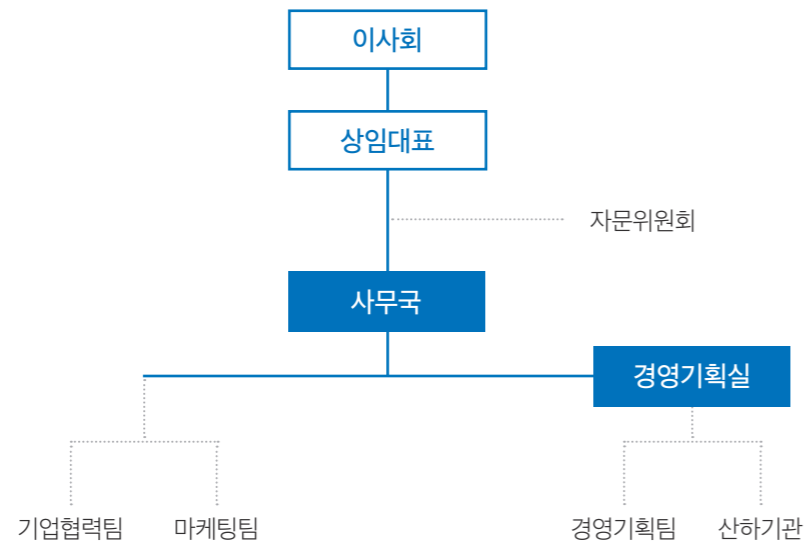 이사회
상임대표
자문위원회
사무국
경영기획실
기업협력팀
마케팅팀
경영기획팀
산하기관